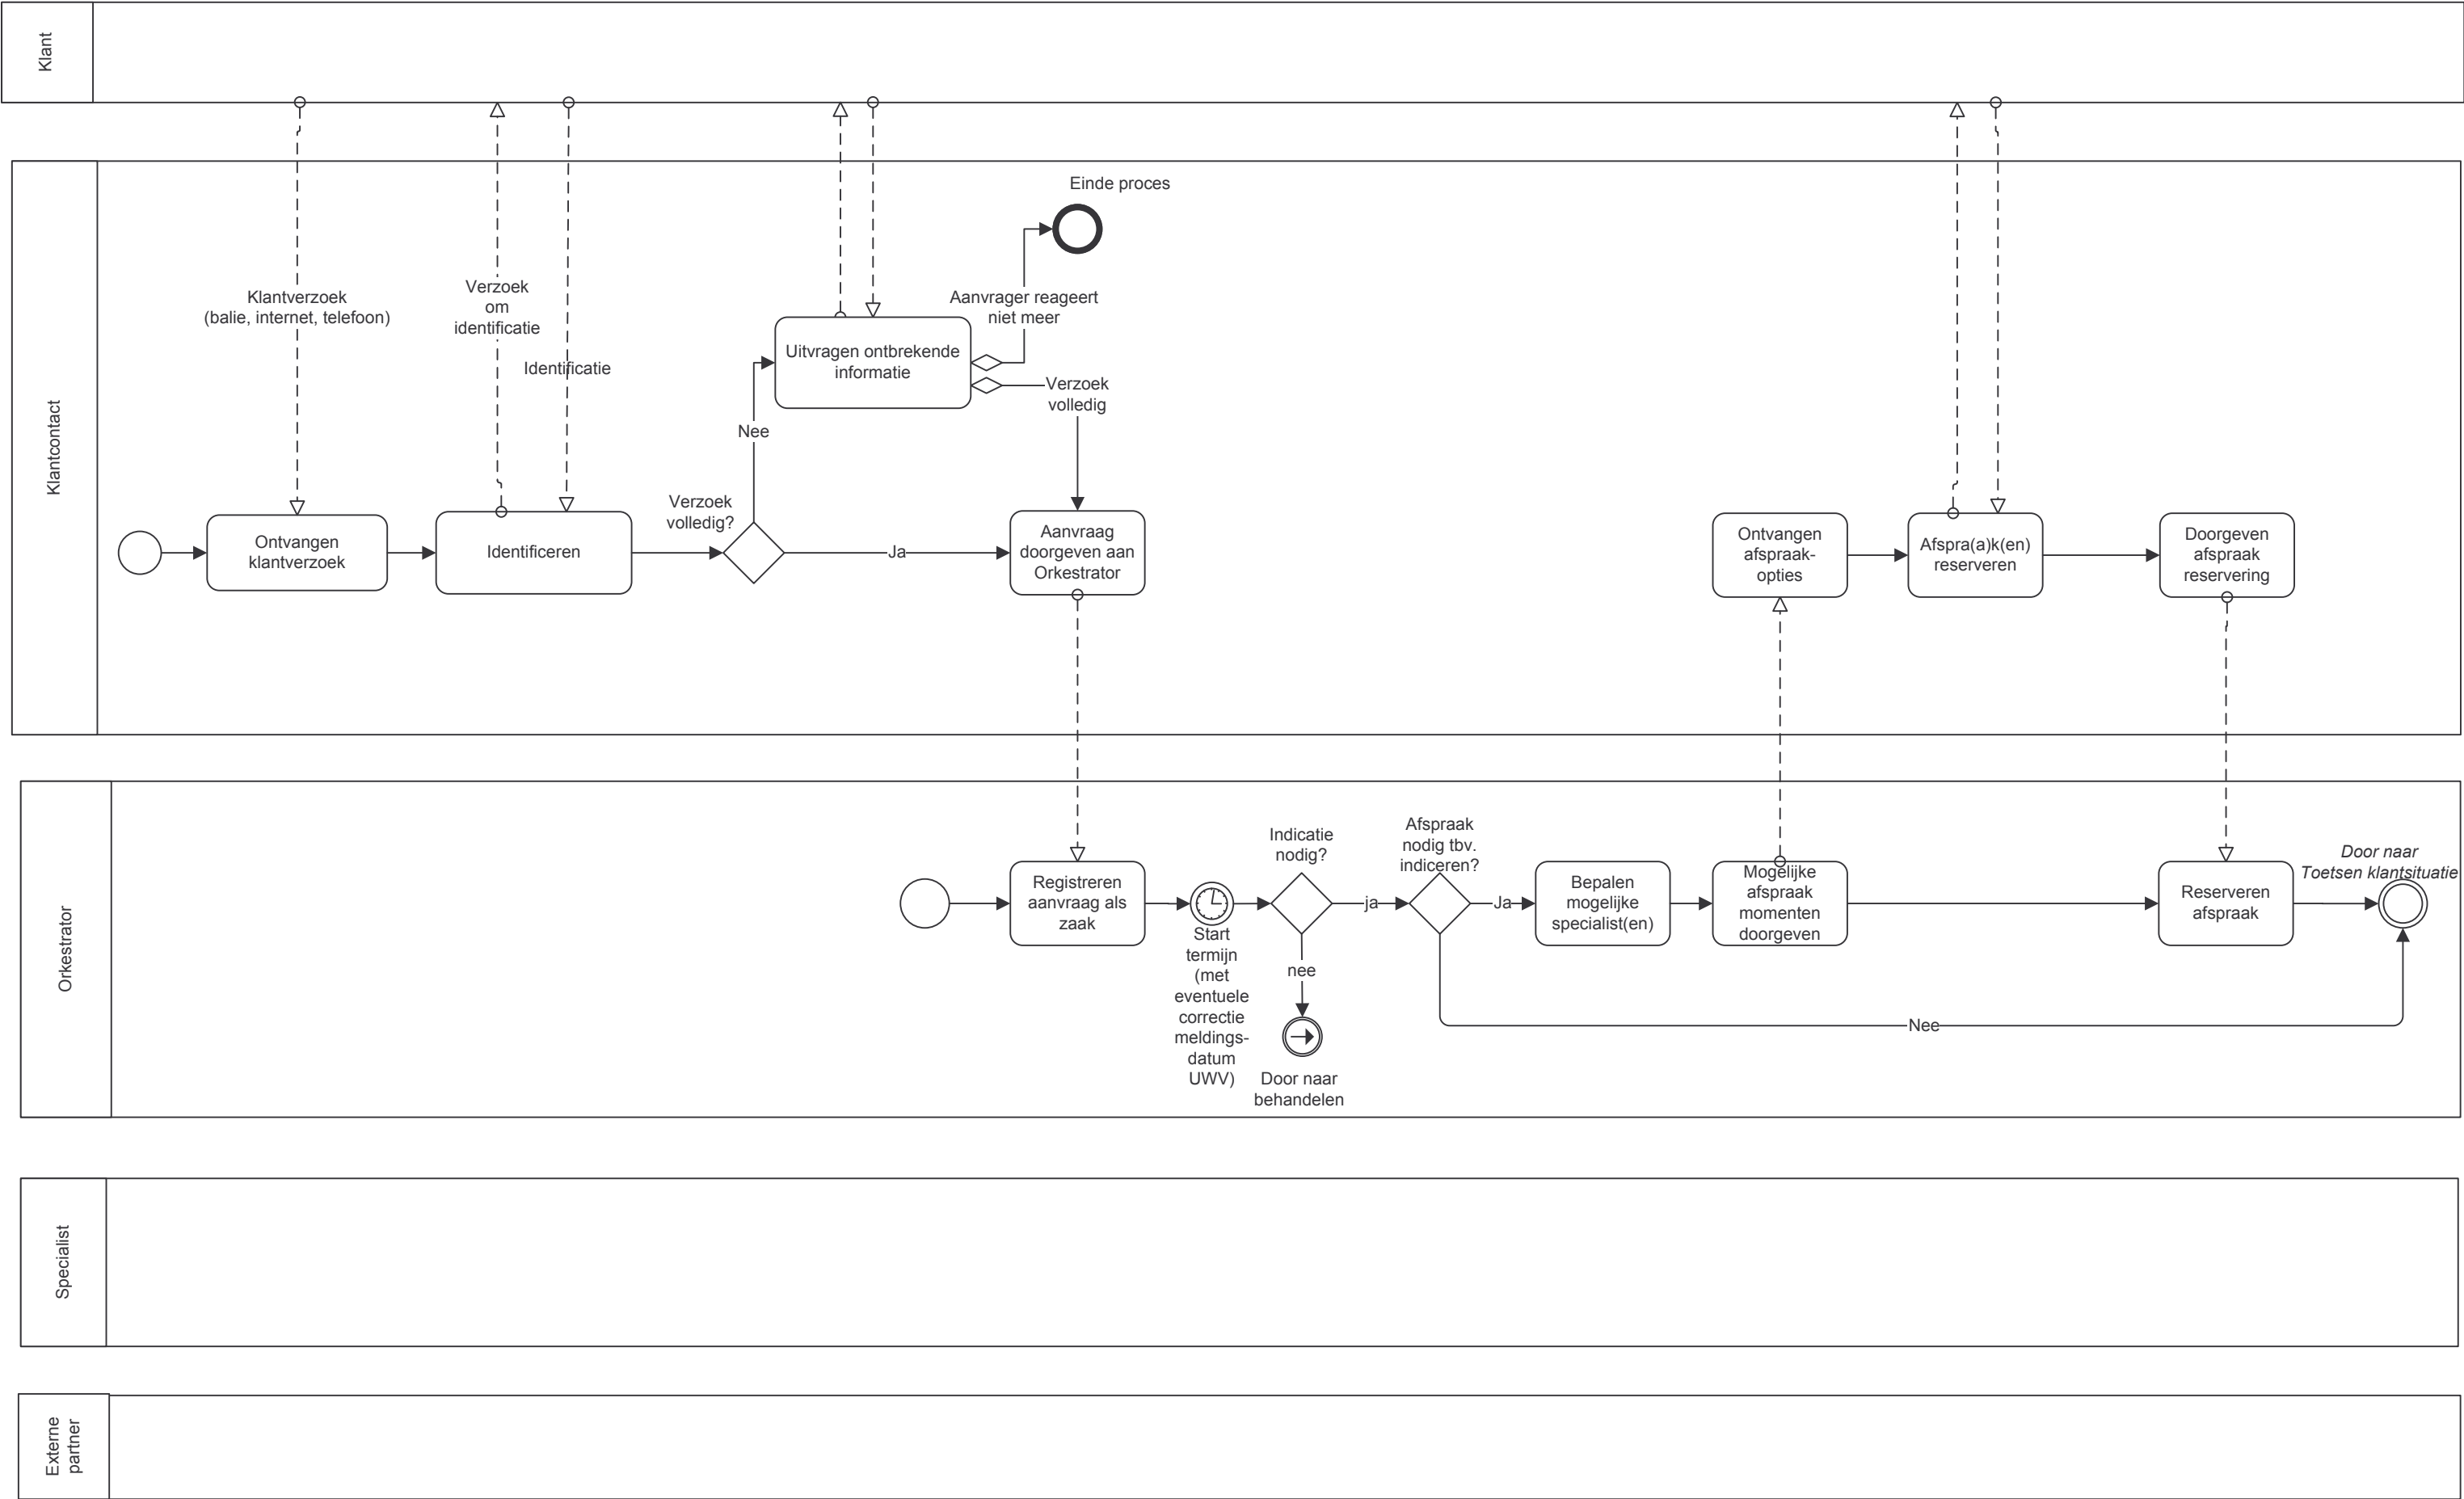 Klant
Klantcontact
Einde proces
Klantverzoek
(balie, internet, telefoon)
Verzoek
om
identificatie
Identificatie
Aanvrager reageert
niet meer
Uitvragen ontbrekende
informatie
Verzoek
volledig
Nee
Verzoek
volledig?
Ontvangen
klantverzoek
Identificeren
Ja
Aanvraag
doorgeven aan
Orkestrator
Ontvangen
afspraak-
opties
Afspra(a)k(en)
reserveren
Doorgeven
afspraak
reservering
Orkestrator
Registreren
aanvraag als
zaak
Start
termijn
(met
eventuele
correctie
meldings-
datum
UWV)
Indicatie
nodig?
ja
nee
Door naar
behandelen
Afspraak
nodig tbv.
indiceren?
Ja
Nee
Bepalen
mogelijke
specialist(en)
Mogelijke
afspraak
momenten
doorgeven
Reserveren
afspraak
Door naar
Toetsen klantsituatie
Specialist
Externe
partner